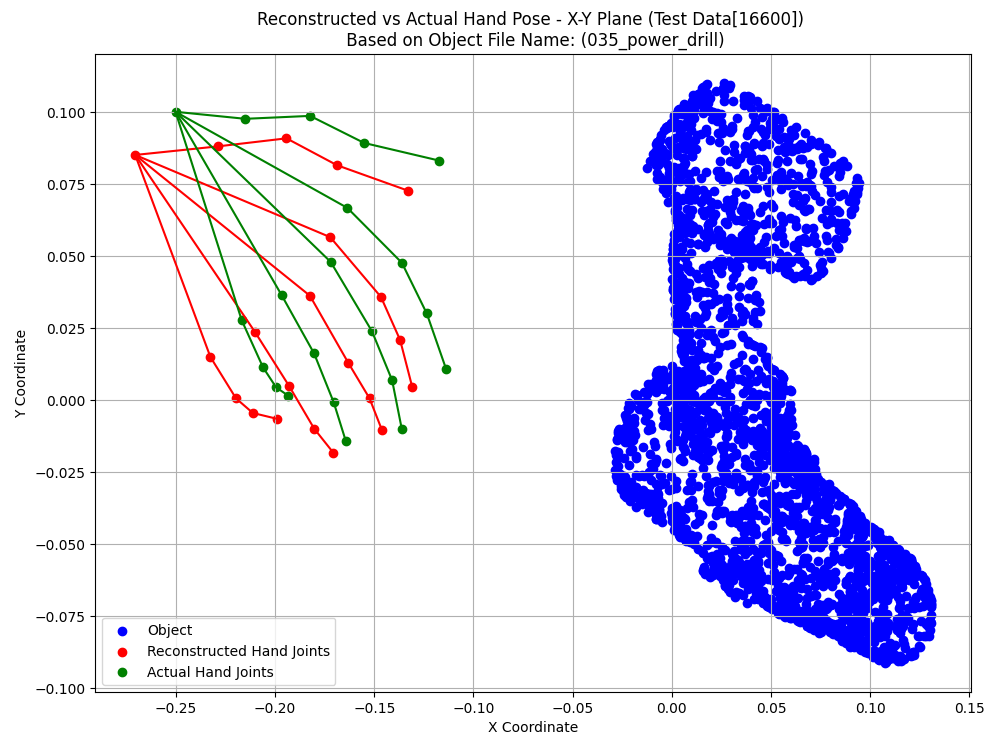 Reconstructed vs Actual Hand Pose - X-Y Plane (Test Data[16600])
Based on Object File Name: (035_power_drill)
Y Coordinate
0.100
0.075
0.050
0.025
0.000
−0.025
−0.050
−0.075
−0.100
Object
Reconstructed Hand Joints
Actual Hand Joints
−0.25
−0.20
−0.15
−0.10
−0.05
0.00
0.05
0.10
0.15
X Coordinate